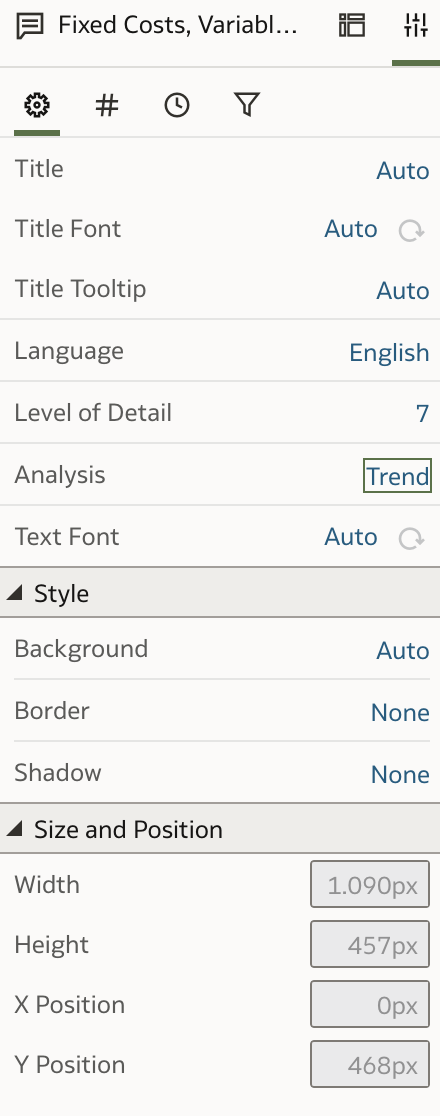 Fixed Costs, Variabl...
Title Auto
Title Font Auto
Title Tooltip Auto
Language English
Level of Detail 7
Analysis Trend
Text Font Auto
Style
Background Auto
Border None
Shadow None
Size and Position
Width 1.090px
Height 457px
X Position 0px
Y Position 468px